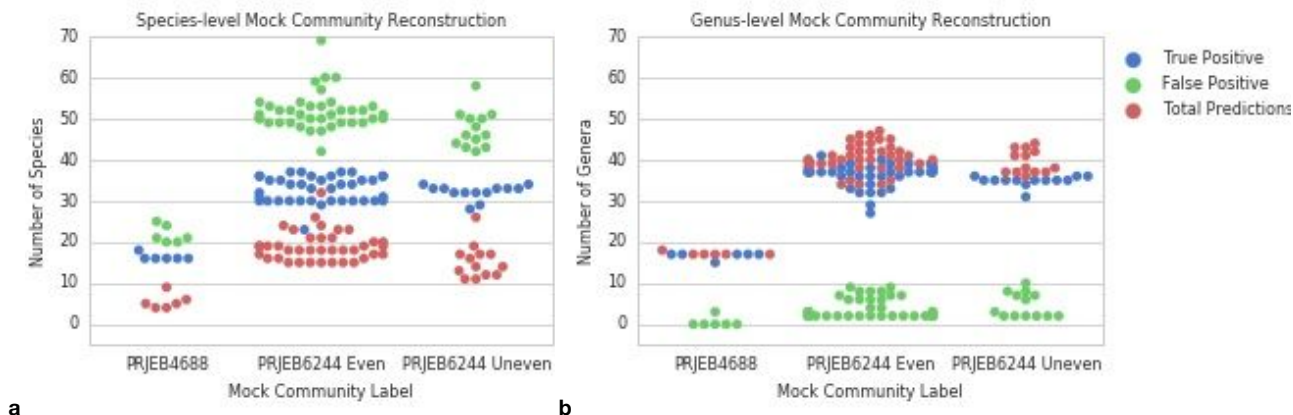 Species-level Mock Community Reconstruction
70
60
50
40
30
20
10
0
Number of Species
PRJEB4688 PRJEB6244 Even PRJEB6244 Uneven
Mock Community Label
a
Genus-level Mock Community Reconstruction
70
60
50
40
30
20
10
0
Number of Genera
PRJEB4688 PRJEB6244 Even PRJEB6244 Uneven
Mock Community Label
b
True Positive
False Positive
Total Predictions